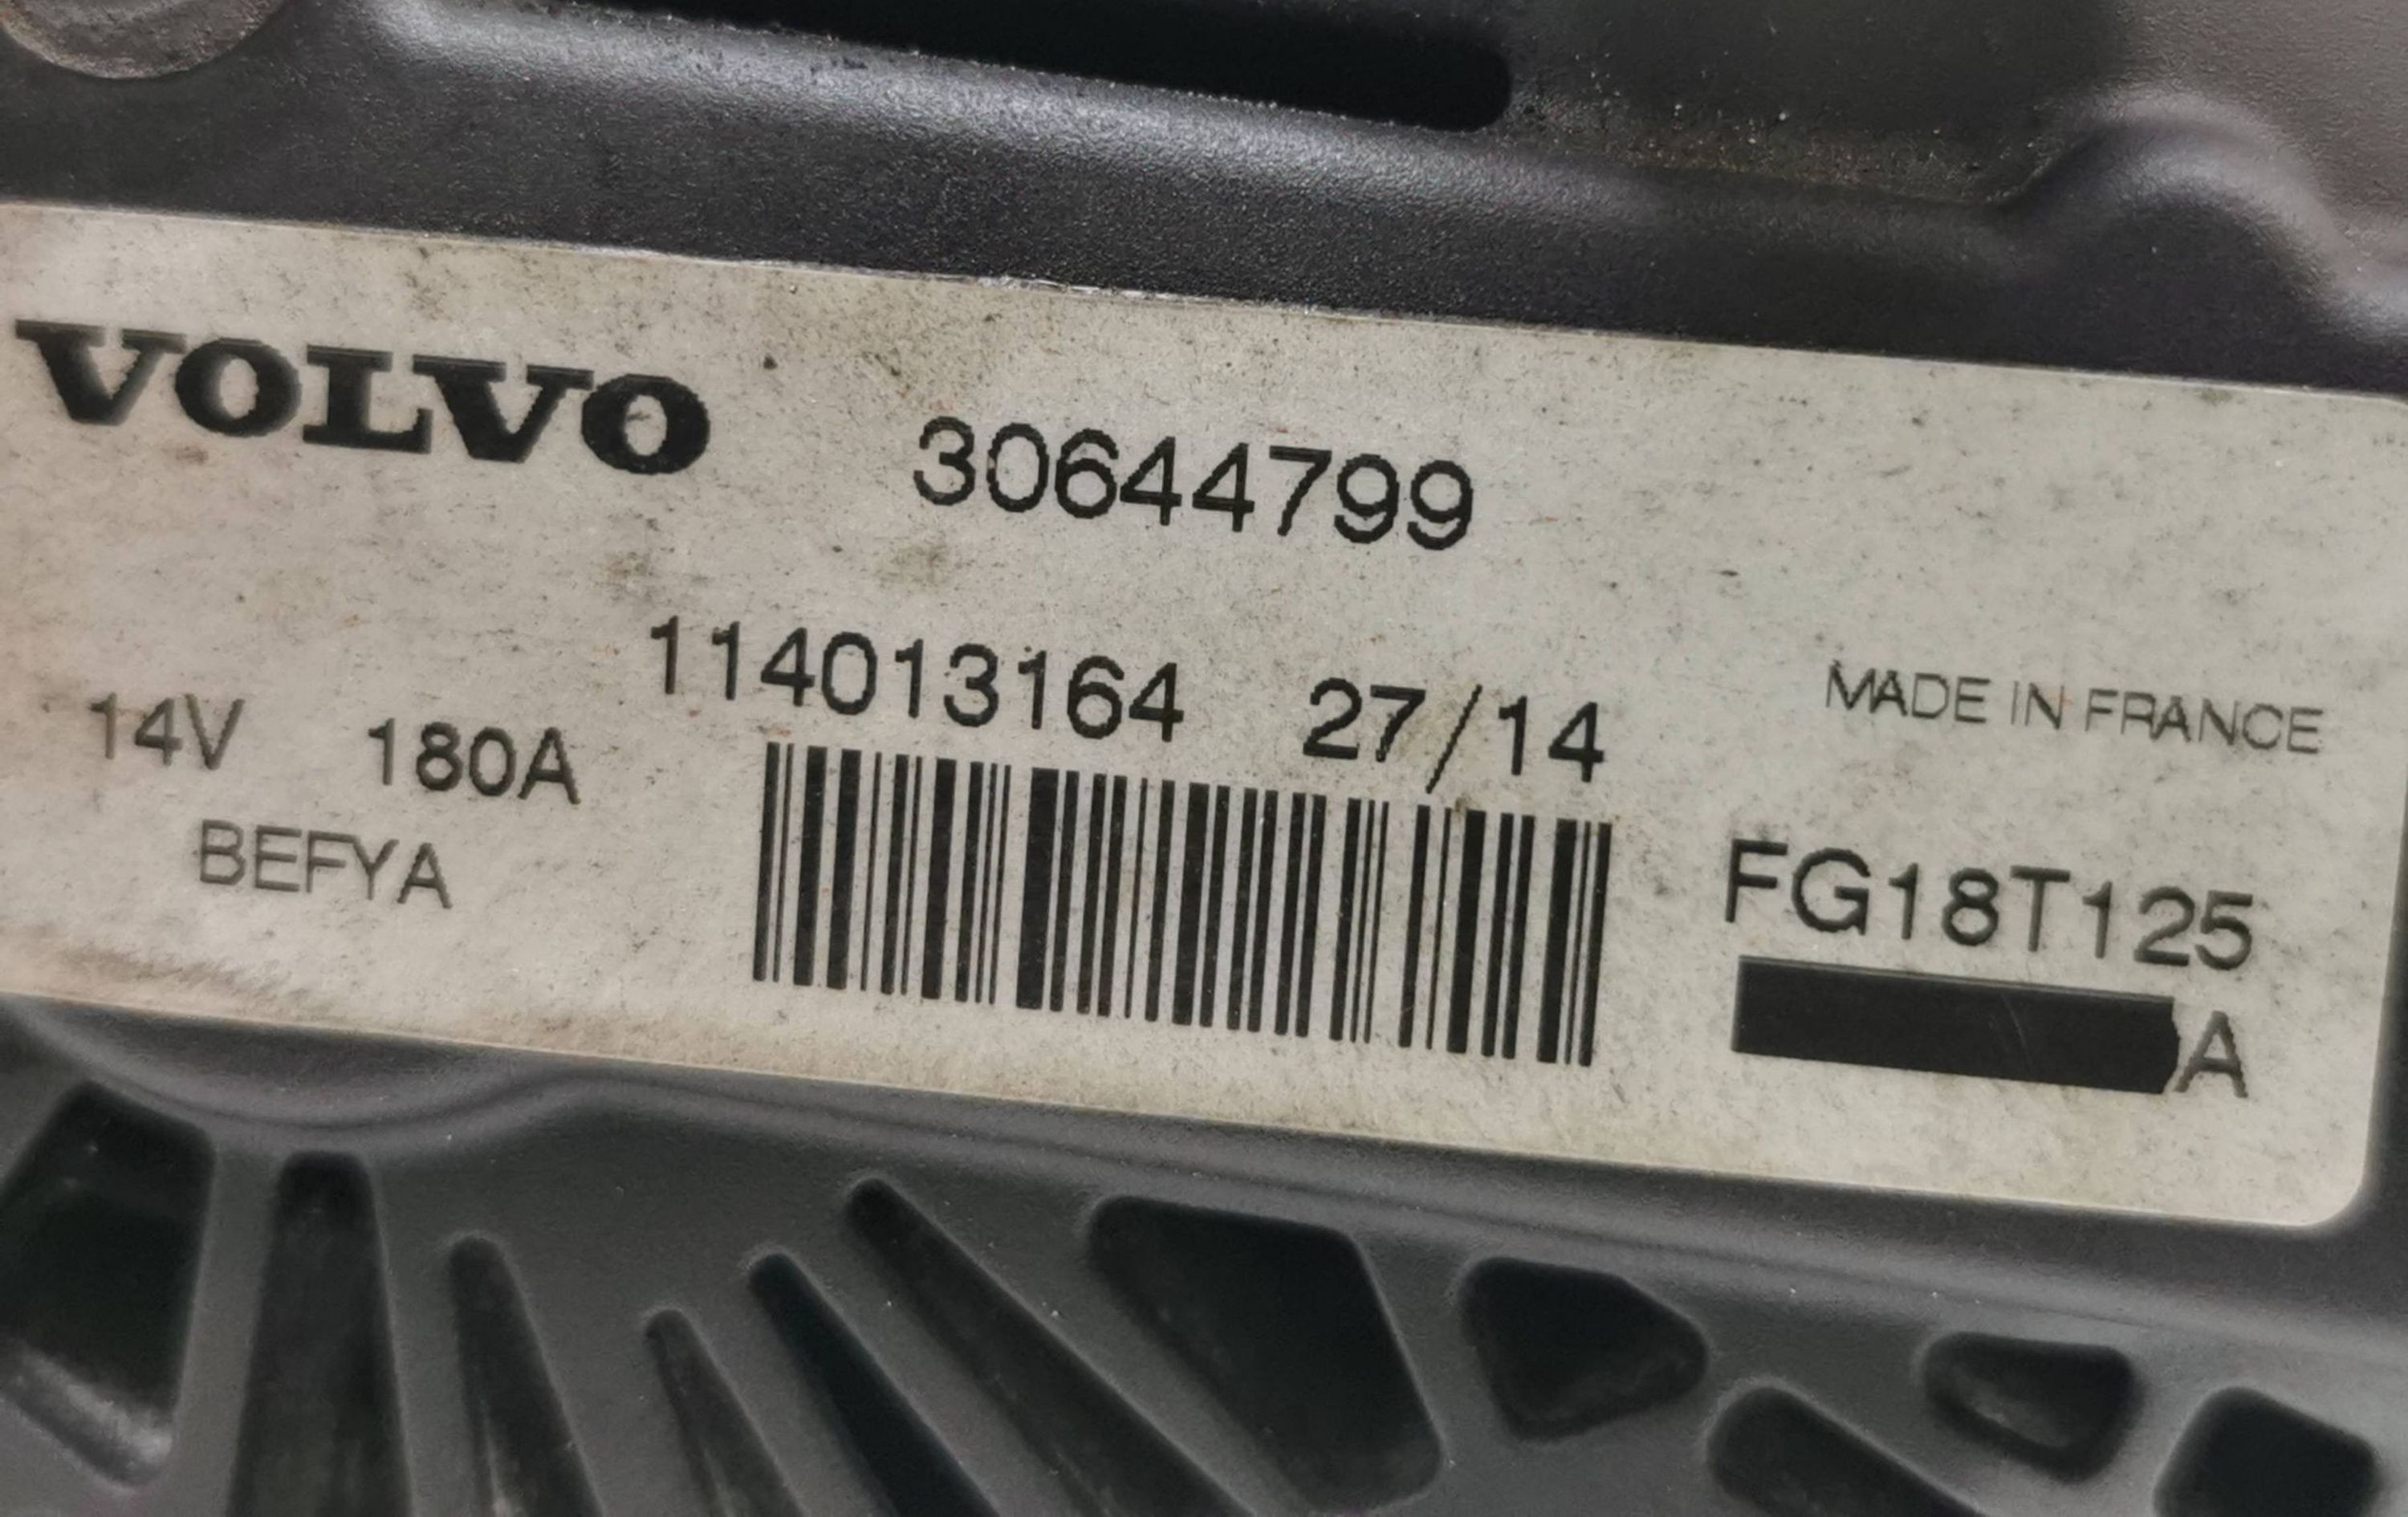 VOLVO 30644799
114013164 27/14
MADE IN FRANCE
14V 180A
BEFYA
FG18T125
A